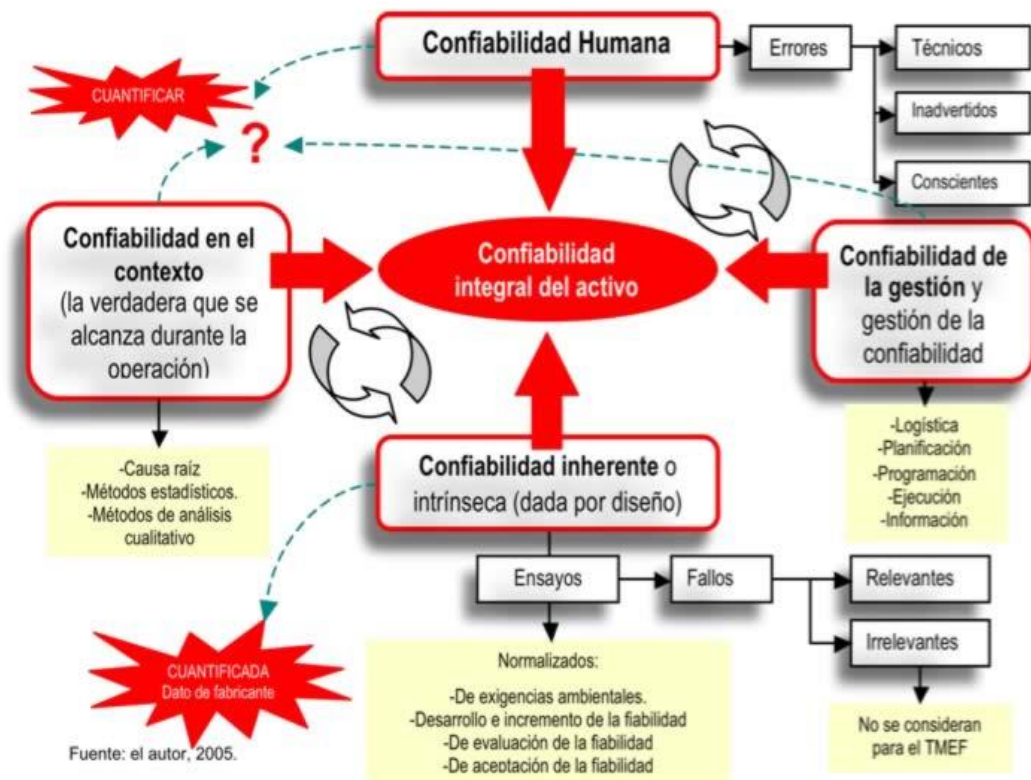 Confiabilidad Humana
Errores
Técnicos
Inadvertidos
Conscientes
CUANTIFICAR
?
Confiabilidad en el
contexto
(la verdadera que se
alcanza durante la
operación)
Confiabilidad
integral del activo
Confiabilidad de
la gestión y
gestión de la
confiabilidad
-Causa raíz
-Métodos estadísticos.
-Métodos de análisis
cualitativo
Confiabilidad inherente o
intrínseca (dada por diseño)
-Logística
-Planificación
-Programación
-Ejecución
-Información
Ensayos
Fallos
Relevantes
Irrelevantes
CUANTIFICADA
Dato de fabricante
Normalizados:
-De exigencias ambientales.
-Desarrollo e incremento de la fiabilidad
-De evaluación de la fiabilidad
-De aceptación de la fiabilidad
No se consideran
para el TMEF
Fuente: el autor, 2005.